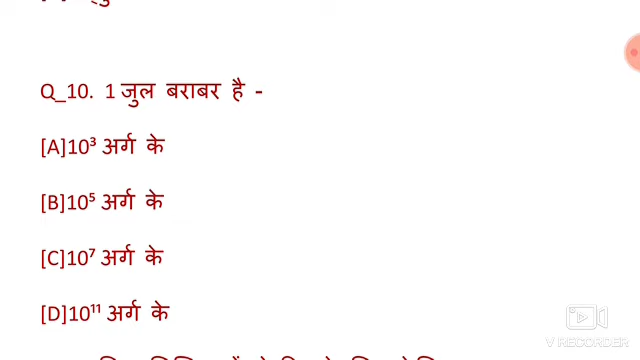 Q_10. 1 जुल बराबर है -
[A]10³ अर्ग के
[B]10⁵ अर्ग के
[C]10⁷ अर्ग के
[D]10¹¹ अर्ग के
V RECORDER